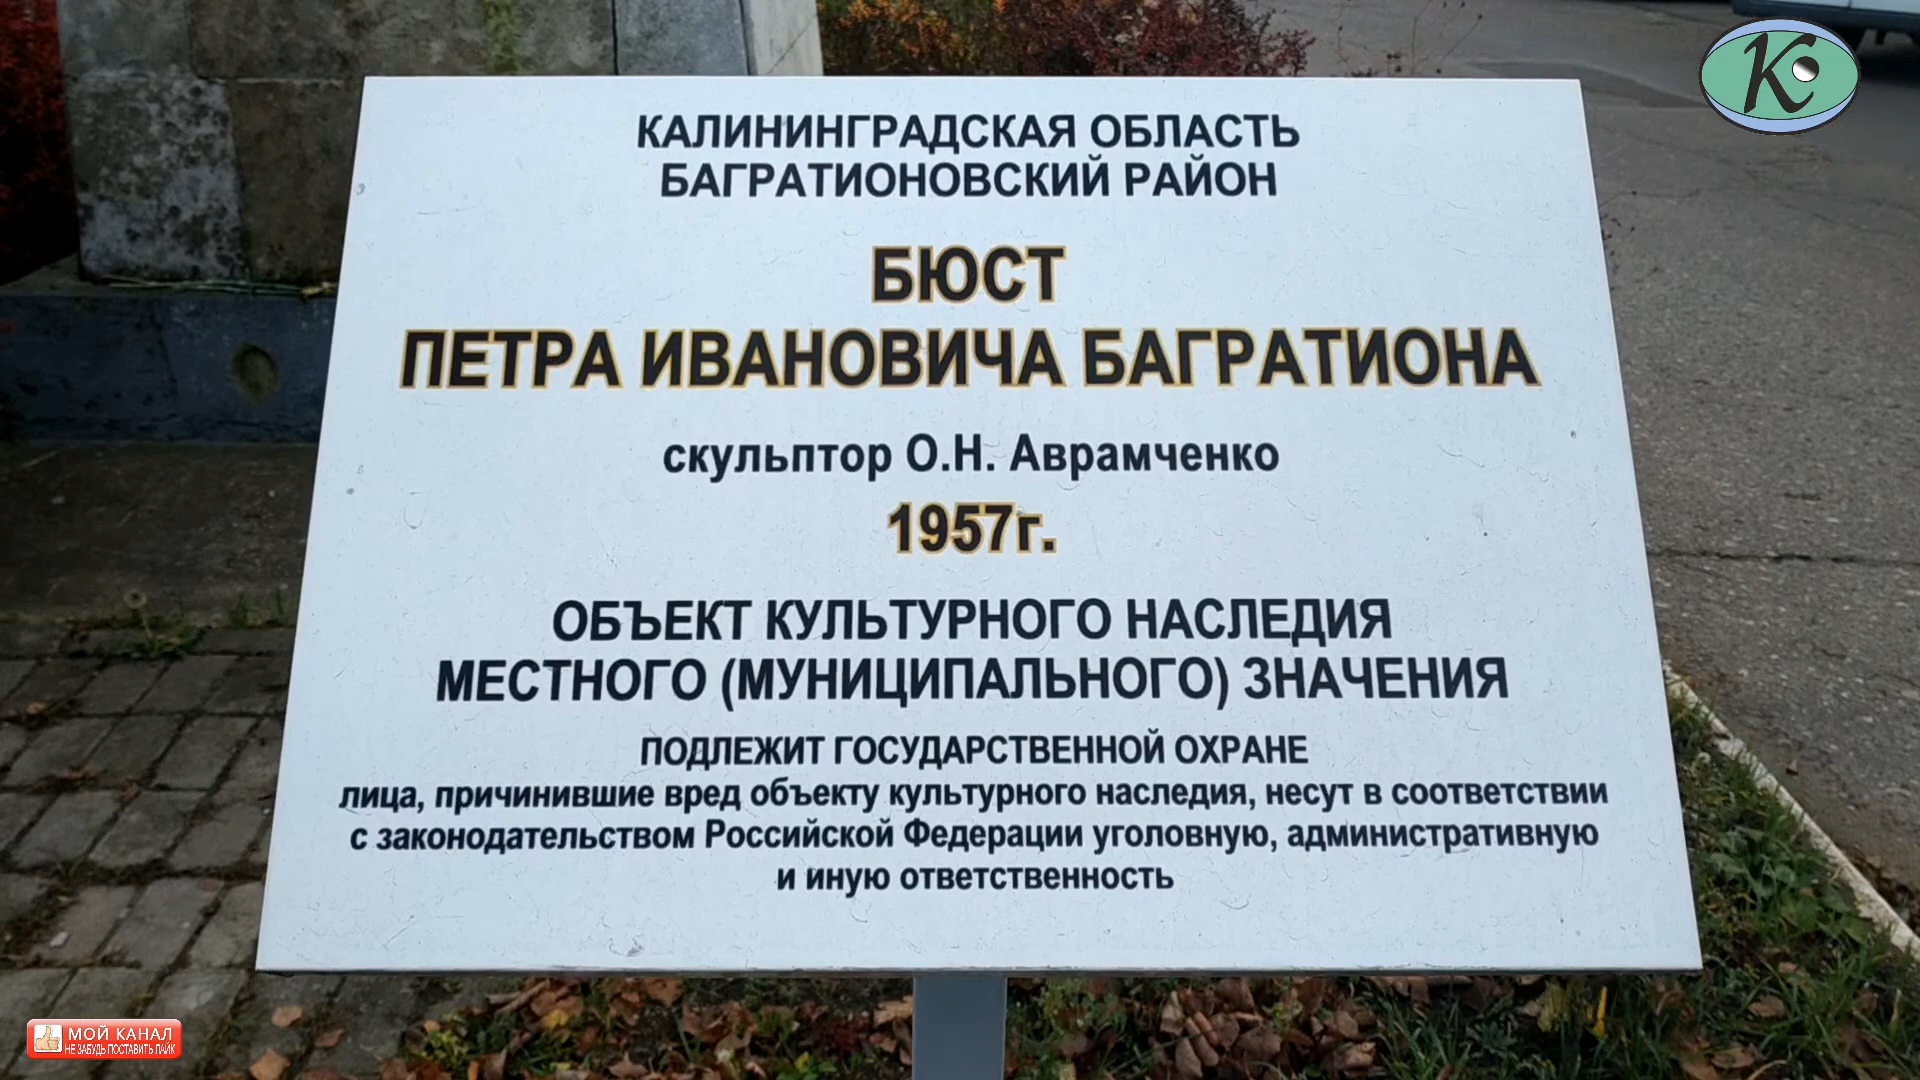 КАЛИНИНГРАДСКАЯ ОБЛАСТЬ
БАГРАТИОНОВСКИЙ РАЙОН
БЮСТ
ПЕТРА ИВАНОВИЧА БАГРАТИОНА
скульптор О.Н. Аврамченко
1957г.
ОБЪЕКТ КУЛЬТУРНОГО НАСЛЕДИЯ
МЕСТНОГО (МУНИЦИПАЛЬНОГО) ЗНАЧЕНИЯ
ПОДЛЕЖИТ ГОСУДАРСТВЕННОЙ ОХРАНЕ
лица, причинившие вред объекту культурного наследия, несут в соответствии
с законодательством Российской Федерации уголовную, административную
и иную ответственность
МОЙ КАНАЛ
НЕ ЗАБУДЬ ПОСТАВИТЬ ЛАЙК
К